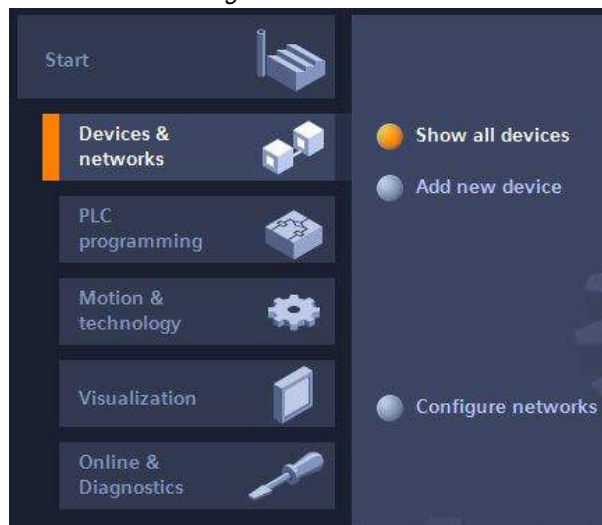 Start
Devices &
networks
PLC
programming
Motion &
technology
Visualization
Online &
Diagnostics
Show all devices
Add new device
Configure networks